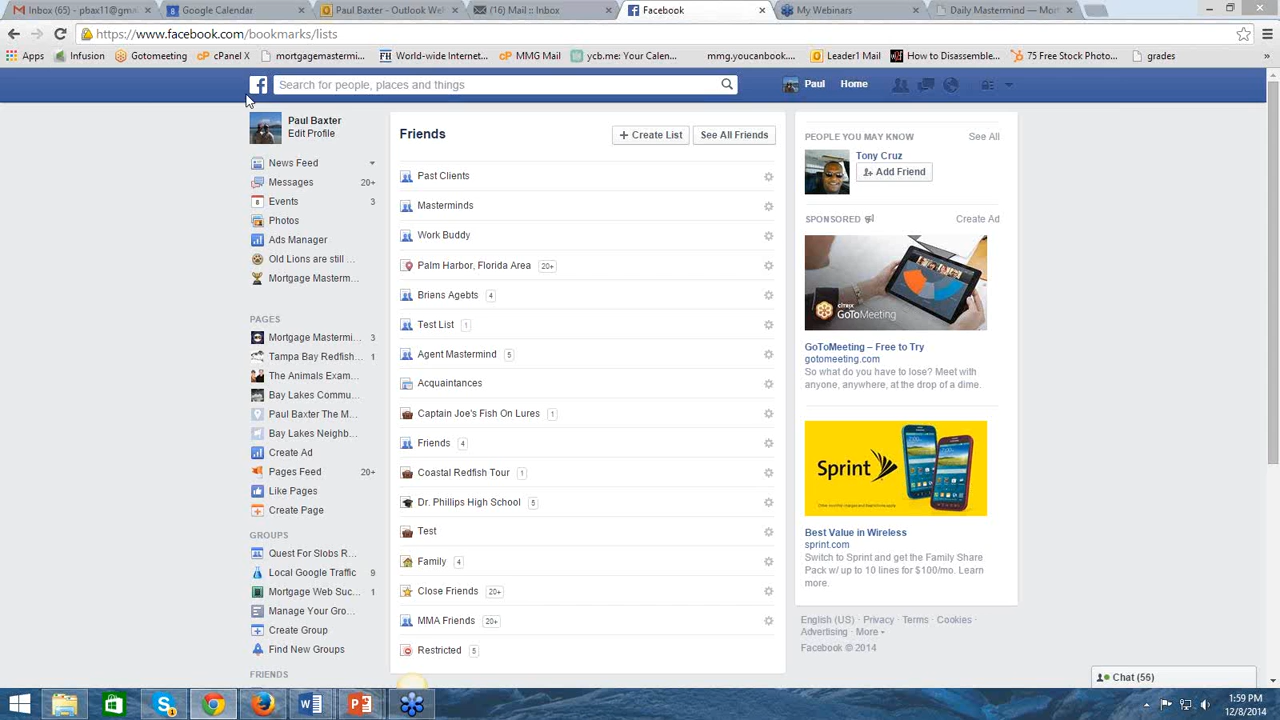 Inbox (65) - pbax11@gma
Google Calendar
Paul Baxter - Outlook We
(16) Mail :: Inbox
Facebook
My Webinars
Daily Mastermind — Mort
https://www.facebook.com/bookmarks/lists
Apps
Infusion
Gotomeeting
cPanel X
World-wide Internet...
MMG Mail
ycb.me: Your Calen...
mmg.youcanbook...
Leader1 Mail
How to Disassemble...
75 Free Stock Photo...
grades
Search for people, places and things
Paul
Home
Paul Baxter
Edit Profile
News Feed
Messages 20+
Events 3
Photos
Ads Manager
Old Lions are still ...
Mortgage Masterm...
PAGES
Mortgage Mastermi... 3
Tampa Bay Redfish... 1
The Animals Exam...
Bay Lakes Commu...
Paul Baxter The M...
Bay Lakes Neighb...
Create Ad
Pages Feed 20+
Like Pages
Create Page
GROUPS
Quest For Slobs R...
Local Google Traffic 9
Mortgage Web Suc... 1
Manage Your Gro...
Create Group
Find New Groups
FRIENDS
Friends
+ Create List
See All Friends
Past Clients
Masterminds
Work Buddy
Palm Harbor, Florida Area 20+
Brians Agebts 4
Test List 1
Agent Mastermind 5
Acquaintances
Captain Joe's Fish On Lures 1
Friends 4
Coastal Redfish Tour 1
Dr. Phillips High School 5
Test
Family 4
Close Friends 20+
MMA Friends 20+
Restricted 5
PEOPLE YOU MAY KNOW See All
Tony Cruz
Add Friend
SPONSORED Create Ad
CITRIX
GoToMeeting
GoToMeeting – Free to Try
gotomeeting.com
So what do you have to lose? Meet with
anyone, anywhere, at the drop of a dime.
Sprint
Best Value in Wireless
sprint.com
Switch to Sprint and get the Family Share
Pack w/ up to 10 lines for $100/mo. Learn
more.
English (US) · Privacy · Terms · Cookies ·
Advertising · More
Facebook © 2014
Chat (56)
1:59 PM
12/8/2014